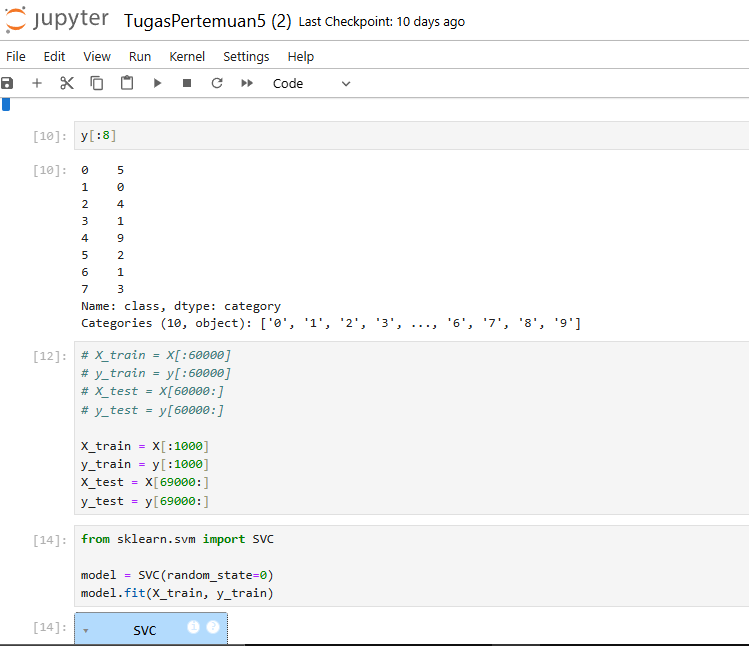 jupyter TugasPertemuan5 (2) Last Checkpoint: 10 days ago
File Edit View Run Kernel Settings Help
Code
[10]: y[:8]
[10]: 0 5
1 0
2 4
3 1
4 9
5 2
6 1
7 3
Name: class, dtype: category
Categories (10, object): ['0', '1', '2', '3', ..., '6', '7', '8', '9']
[12]: # X_train = X[:60000]
# y_train = y[:60000]
# X_test = X[60000:]
# y_test = y[60000:]
X_train = X[:1000]
y_train = y[:1000]
X_test = X[69000:]
y_test = y[69000:]
[14]: from sklearn.svm import SVC
model = SVC(random_state=0)
model.fit(X_train, y_train)
[14]: SVC i ?